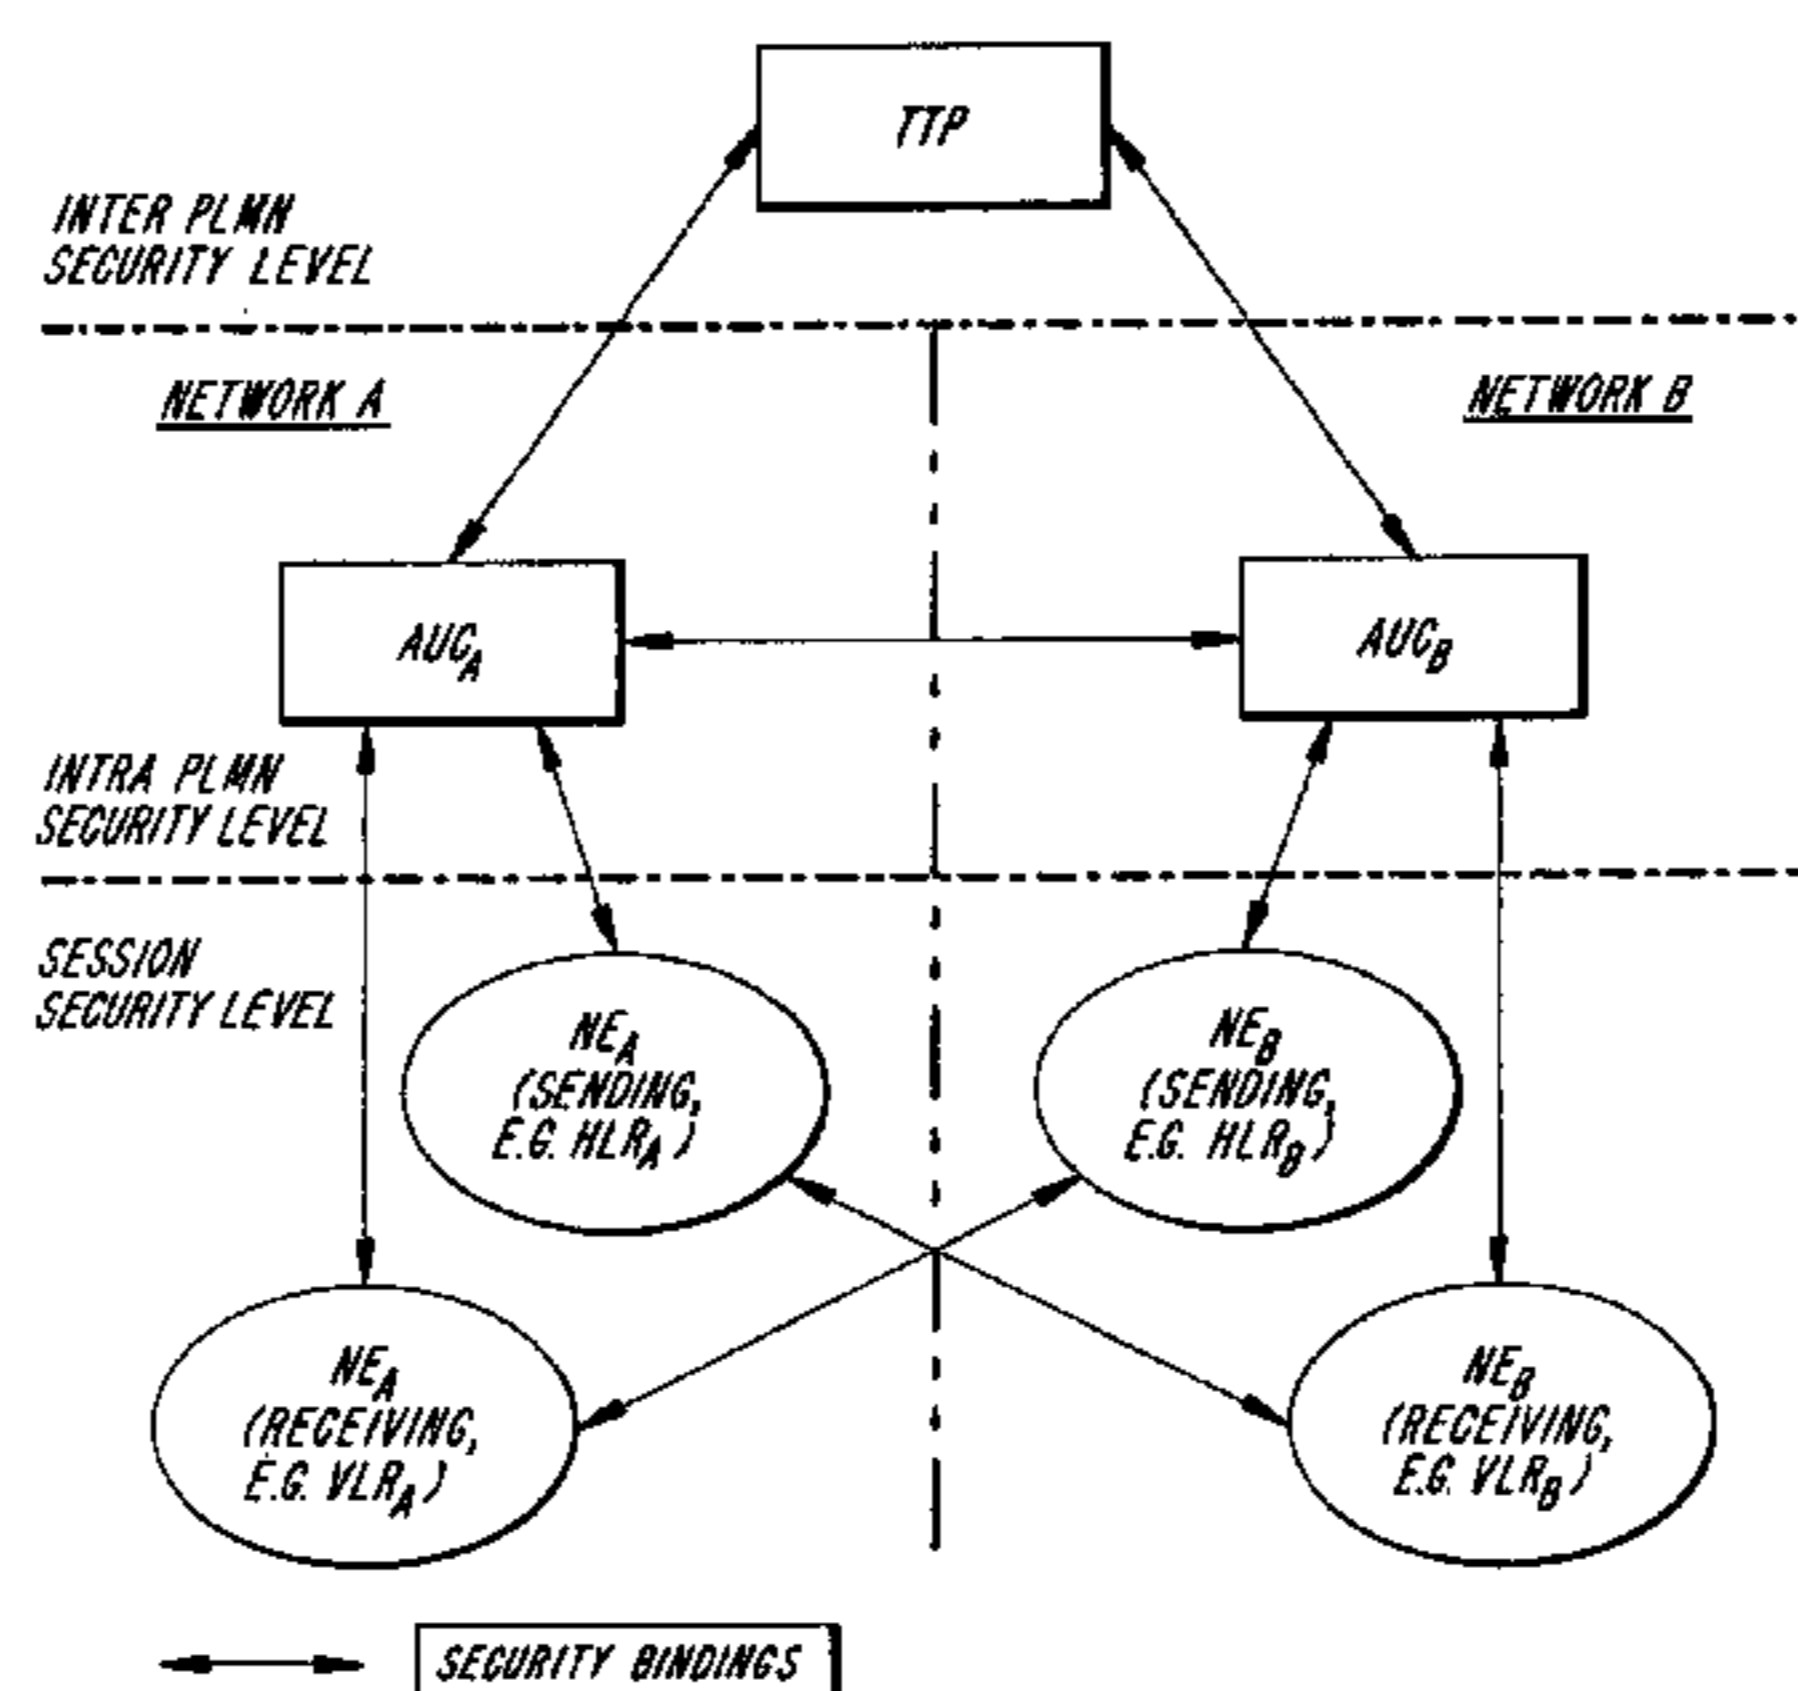 TTP
INTER PLMN
SECURITY LEVEL
NETWORK A
NETWORK B
AUCA
AUCB
INTRA PLMN
SECURITY LEVEL
SESSION
SECURITY LEVEL
NEA
(SENDING,
E.G. HLRA)
NEB
(SENDING,
E.G. HLRB)
NEA
(RECEIVING,
E.G. VLRA)
NEB
(RECEIVING,
E.G. VLRB)
SECURITY BINDINGS